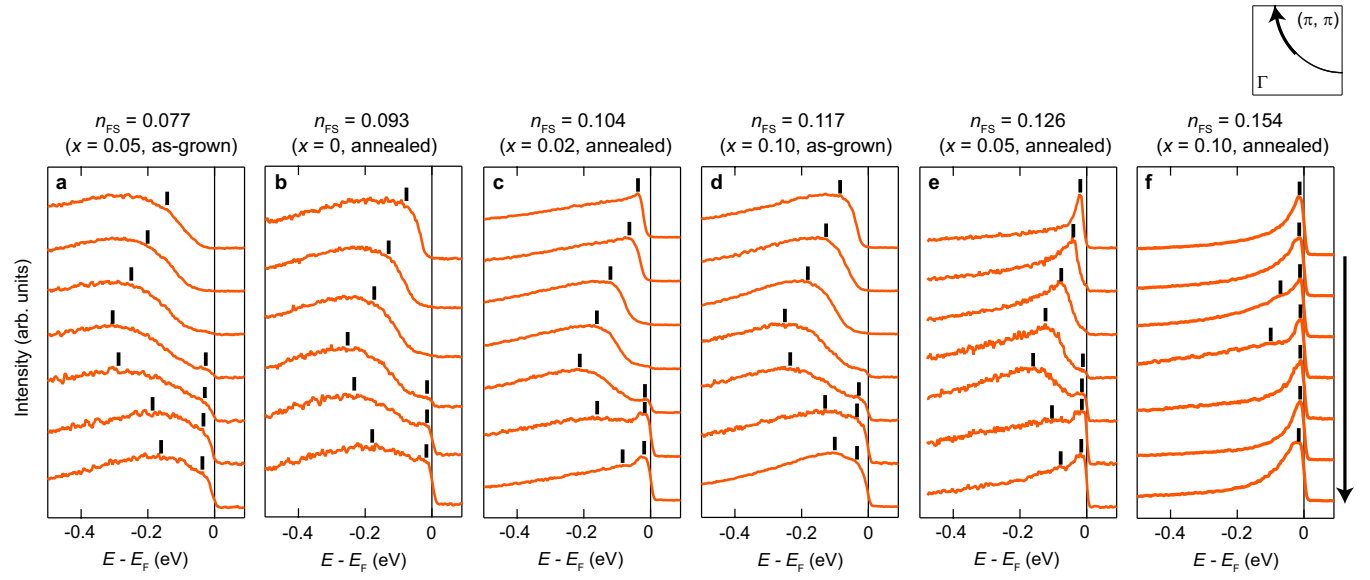 (π, π)
Γ
n_FS = 0.077
(x = 0.05, as-grown)
n_FS = 0.093
(x = 0, annealed)
n_FS = 0.104
(x = 0.02, annealed)
n_FS = 0.117
(x = 0.10, as-grown)
n_FS = 0.126
(x = 0.05, annealed)
n_FS = 0.154
(x = 0.10, annealed)
a
b
c
d
e
f
Intensity (arb. units)
-0.4 -0.2 0
-0.4 -0.2 0
-0.4 -0.2 0
-0.4 -0.2 0
-0.4 -0.2 0
-0.4 -0.2 0
E - E_F (eV)
E - E_F (eV)
E - E_F (eV)
E - E_F (eV)
E - E_F (eV)
E - E_F (eV)